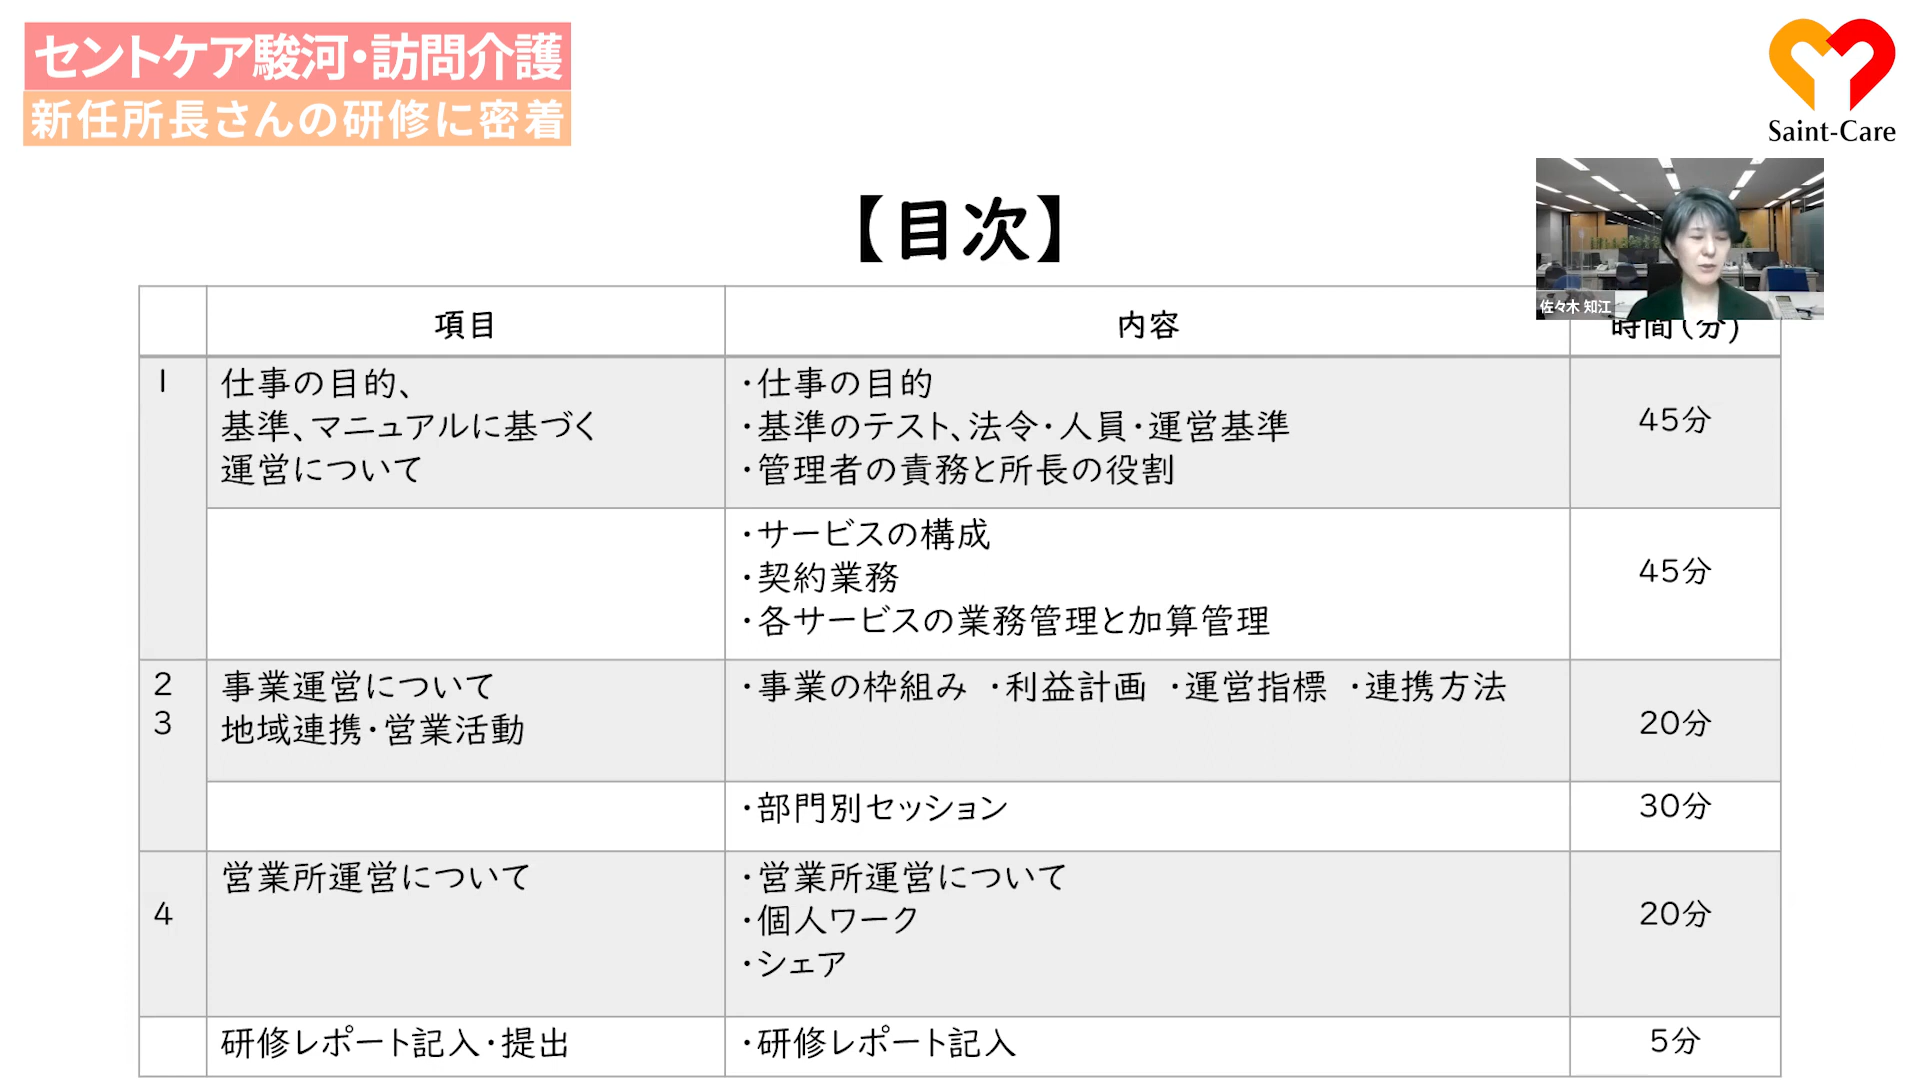 セントケア駿河・訪問介護
新任所長さんの研修に密着
Saint-Care
【目次】
佐々木 知江
項目
内容
時間(分)
1
仕事の目的、
基準、マニュアルに基づく
運営について
・仕事の目的
・基準のテスト、法令・人員・運営基準
・管理者の責務と所長の役割
45分
・サービスの構成
・契約業務
・各サービスの業務管理と加算管理
45分
2
3
事業運営について
地域連携・営業活動
・事業の枠組み ・利益計画 ・運営指標 ・連携方法
20分
・部門別セッション
30分
4
営業所運営について
・営業所運営について
・個人ワーク
・シェア
20分
研修レポート記入・提出
・研修レポート記入
5分